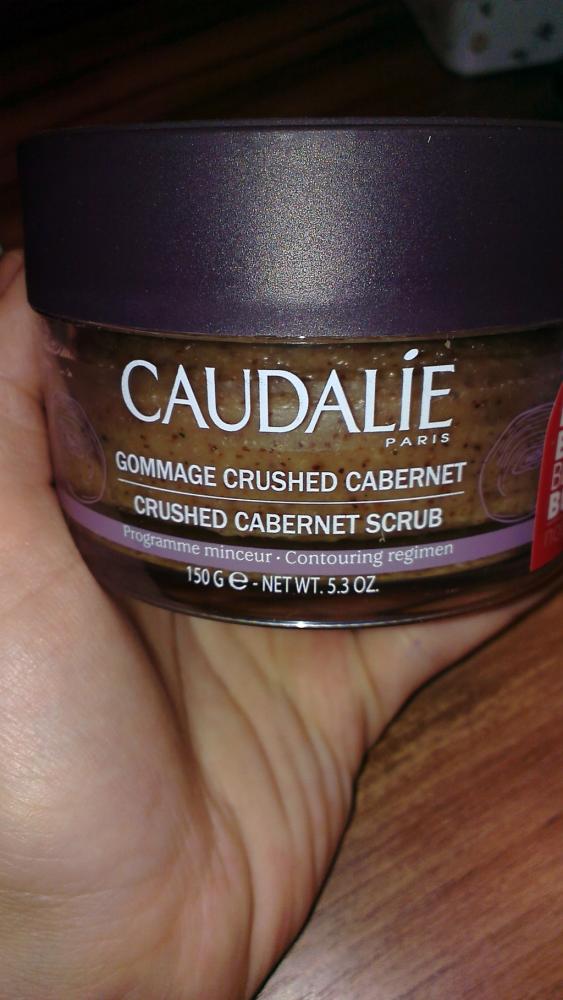 CAUDALÍE
PARIS
GOMMAGE CRUSHED CABERNET
CRUSHED CABERNET SCRUB
Programme minceur · Contouring regimen
150 G ℮ - NET WT. 5.3 OZ.